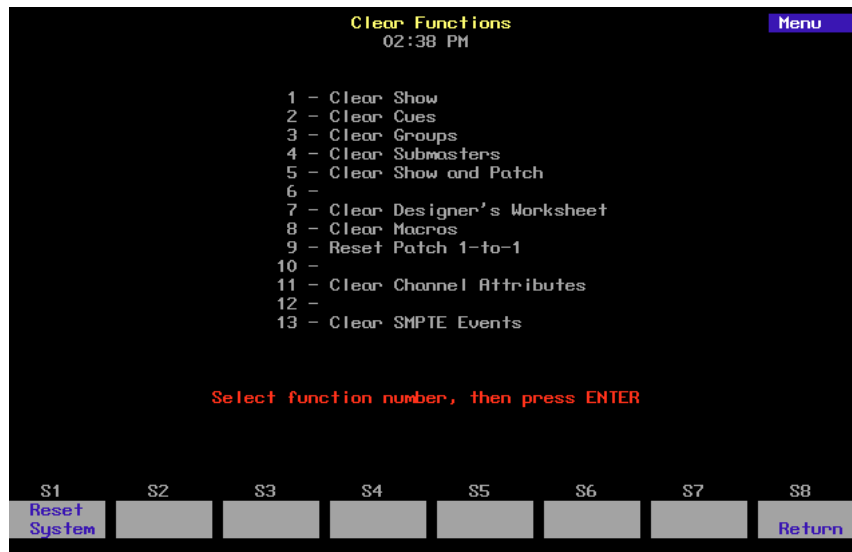 Clear Functions
Menu
02:38 PM
1 - Clear Show
2 - Clear Cues
3 - Clear Groups
4 - Clear Submasters
5 - Clear Show and Patch
6 -
7 - Clear Designer's Worksheet
8 - Clear Macros
9 - Reset Patch 1-to-1
10 -
11 - Clear Channel Attributes
12 -
13 - Clear SMPTE Events
Select function number, then press ENTER
S1 S2 S3 S4 S5 S6 S7 S8
Reset
System Return